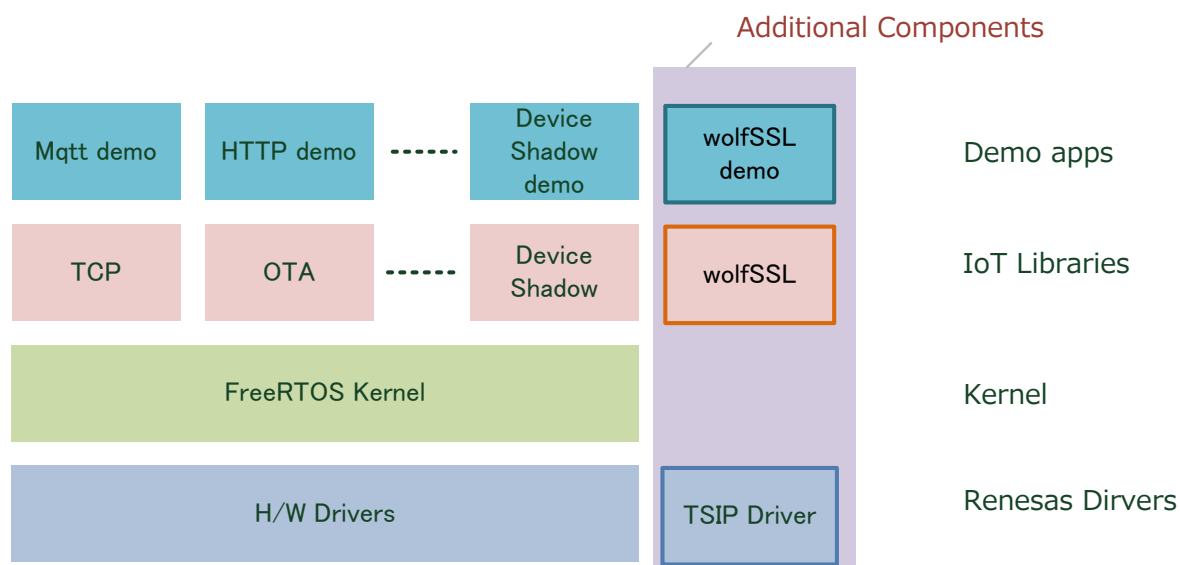 Additional Components
Mqtt demo
HTTP demo
Device
Shadow
demo
wolfSSL
demo
Demo apps
TCP
OTA
Device
Shadow
wolfSSL
IoT Libraries
FreeRTOS Kernel
Kernel
H/W Drivers
TSIP Driver
Renesas Dirvers